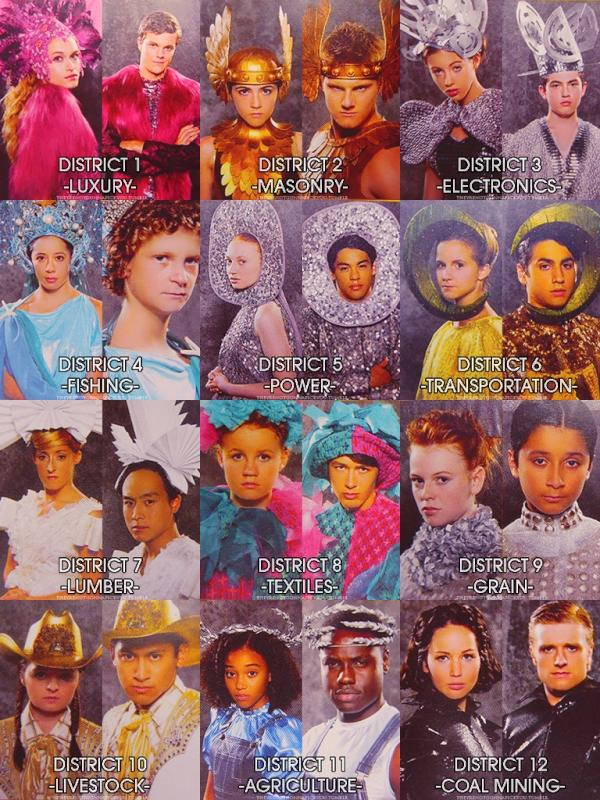 DISTRICT 1
-LUXURY-
DISTRICT 2
-MASONRY-
DISTRICT 3
-ELECTRONICS-
DISTRICT 4
-FISHING-
DISTRICT 5
-POWER-
DISTRICT 6
-TRANSPORTATION-
DISTRICT 7
-LUMBER-
DISTRICT 8
-TEXTILES-
DISTRICT 9
-GRAIN-
DISTRICT 10
-LIVESTOCK-
DISTRICT 11
-AGRICULTURE-
DISTRICT 12
-COAL MINING-